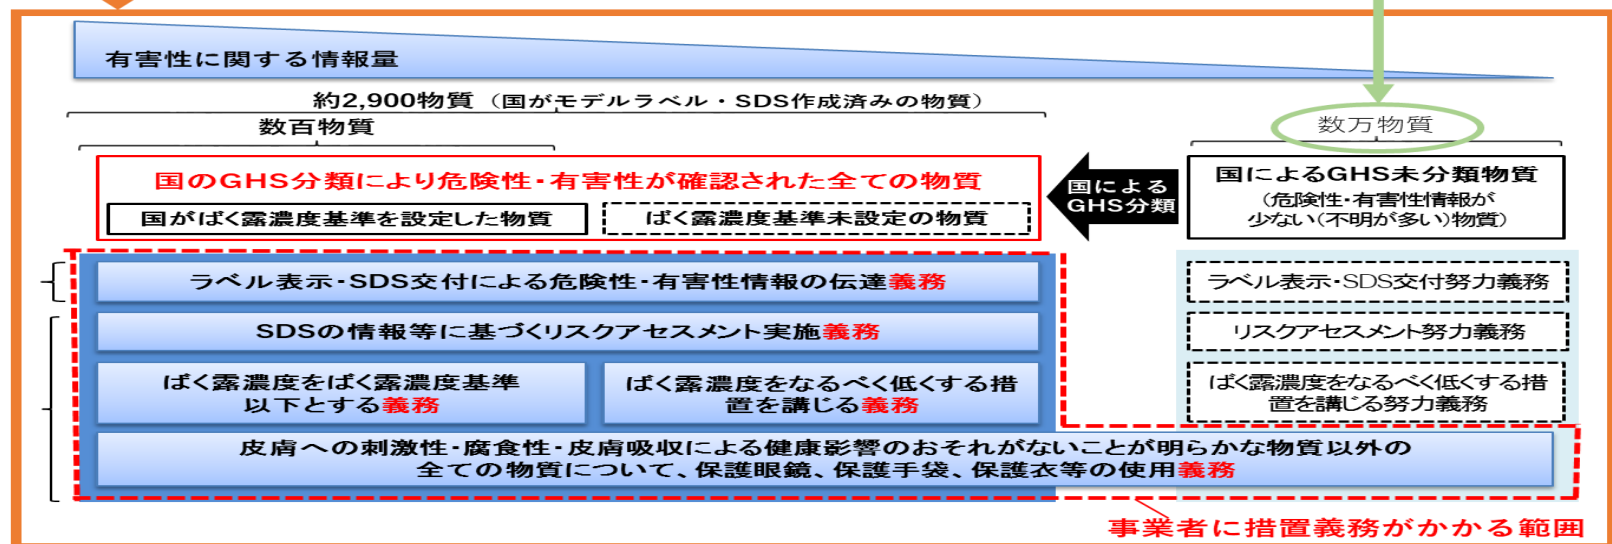 有害性に関する情報量
約2,900物質（国がモデルラベル・SDS作成済みの物質）
数百物質
数万物質
国のGHS分類により危険性・有害性が確認された全ての物質
国がばく露濃度基準を設定した物質
ばく露濃度基準未設定の物質
国による
GHS分類
国によるGHS未分類物質
(危険性・有害性情報が
少ない(不明が多い)物質)
ラベル表示・SDS交付による危険性・有害性情報の伝達義務
SDSの情報等に基づくリスクアセスメント実施義務
ばく露濃度をばく露濃度基準
以下とする義務
ばく露濃度をなるべく低くする措
置を講じる義務
ラベル表示・SDS交付努力義務
リスクアセスメント努力義務
ばく露濃度をなるべく低くする措
置を講じる努力義務
皮膚への刺激性・腐食性・皮膚吸収による健康影響のおそれがないことが明らかな物質以外の
全ての物質について、保護眼鏡、保護手袋、保護衣等の使用義務
事業者に措置義務がかかる範囲